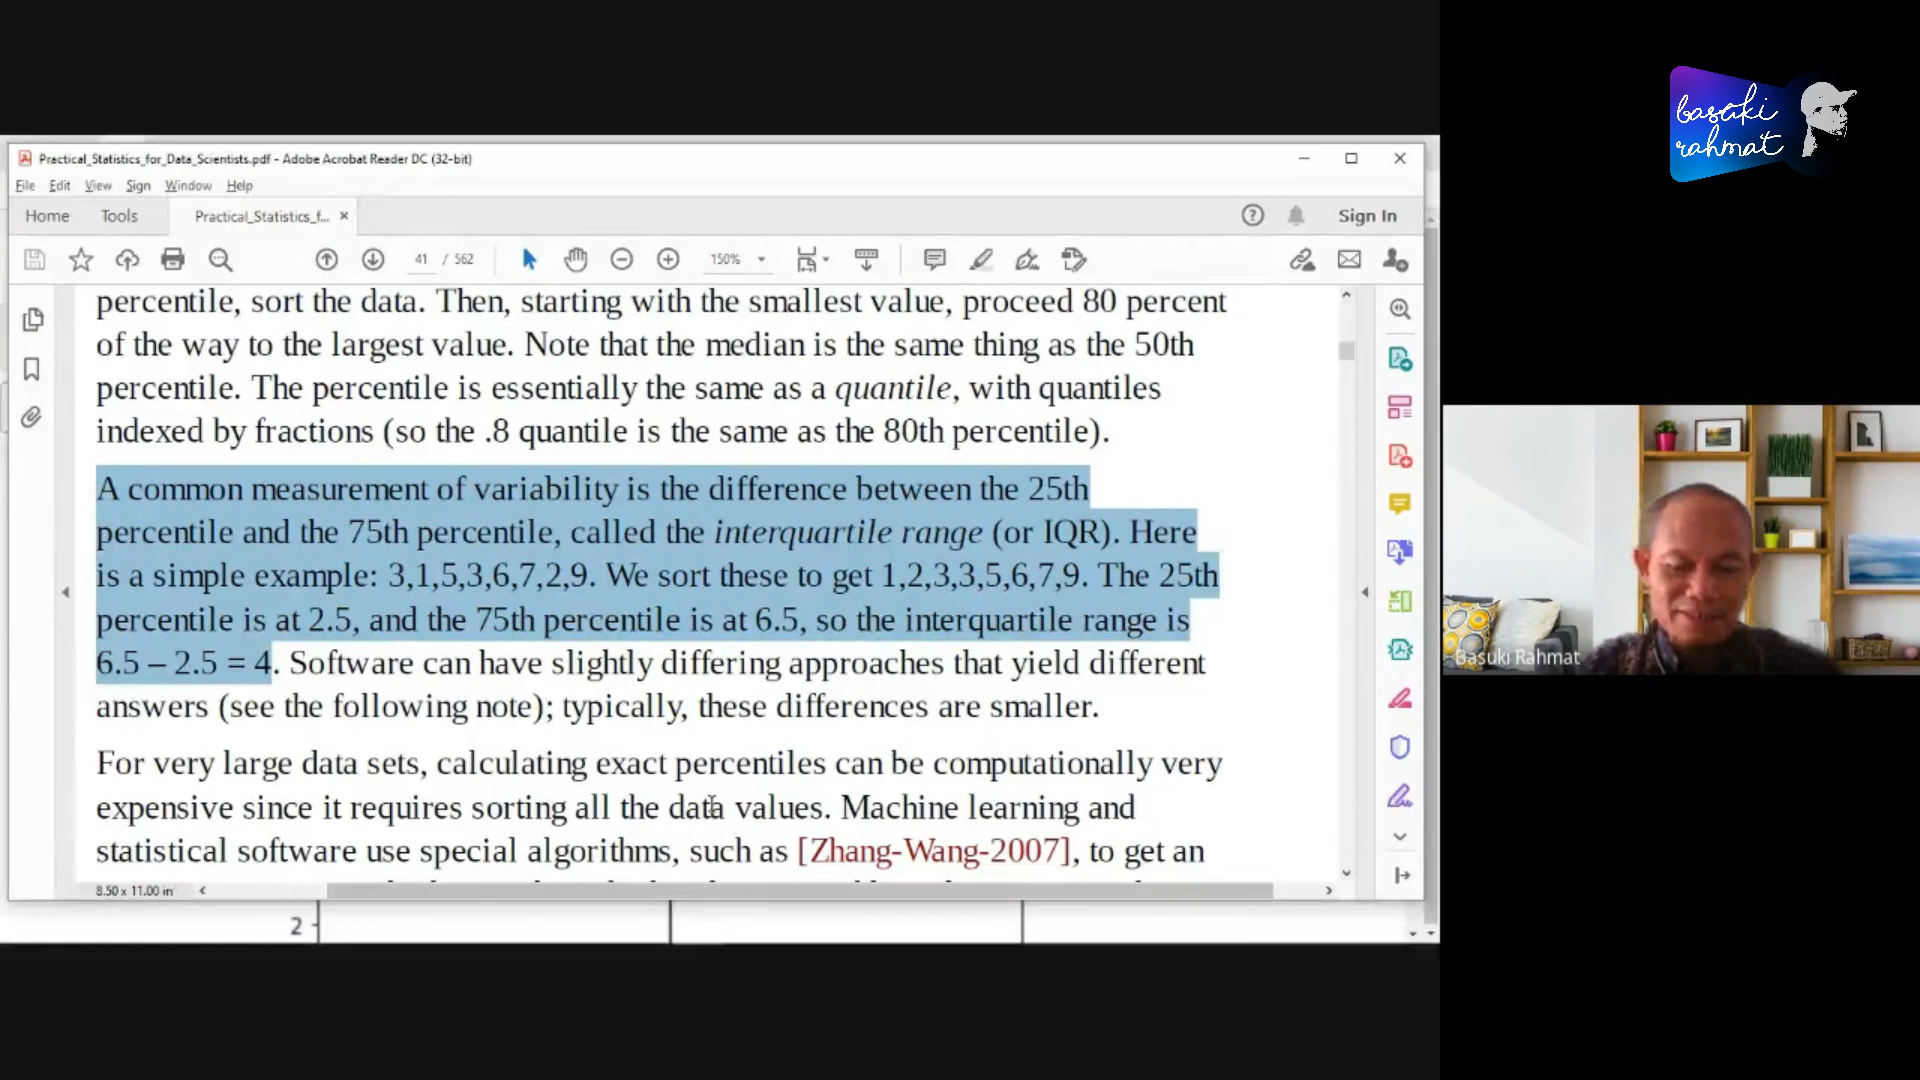 basuki
rahmat
Practical_Statistics_for_Data_Scientists.pdf - Adobe Acrobat Reader DC (32-bit)
File Edit View Sign Window Help
Home Tools Practical_Statistics_f... Sign In
41 / 562 150%
percentile, sort the data. Then, starting with the smallest value, proceed 80 percent
of the way to the largest value. Note that the median is the same thing as the 50th
percentile. The percentile is essentially the same as a quantile, with quantiles
indexed by fractions (so the .8 quantile is the same as the 80th percentile).
A common measurement of variability is the difference between the 25th
percentile and the 75th percentile, called the interquartile range (or IQR). Here
is a simple example: 3,1,5,3,6,7,2,9. We sort these to get 1,2,3,3,5,6,7,9. The 25th
percentile is at 2.5, and the 75th percentile is at 6.5, so the interquartile range is
6.5 – 2.5 = 4. Software can have slightly differing approaches that yield different
answers (see the following note); typically, these differences are smaller.
For very large data sets, calculating exact percentiles can be computationally very
expensive since it requires sorting all the data values. Machine learning and
statistical software use special algorithms, such as [Zhang-Wang-2007], to get an
8.50 x 11.00 in
2
Basuki Rahmat